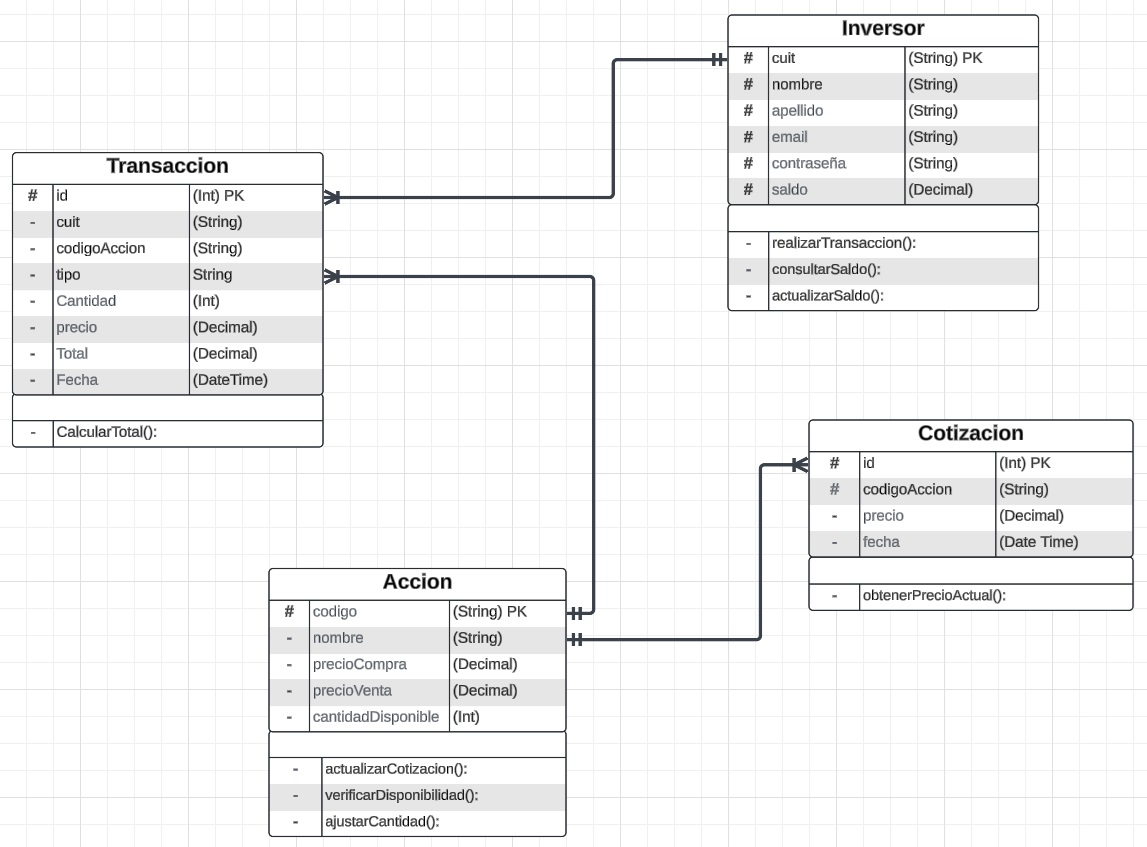 Inversor
# cuit (String) PK
# nombre (String)
# apellido (String)
# email (String)
# contraseña (String)
# saldo (Decimal)
- realizarTransaccion():
- consultarSaldo():
- actualizarSaldo():
Transaccion
# id (Int) PK
- cuit (String)
- codigoAccion (String)
- tipo String
- Cantidad (Int)
- precio (Decimal)
- Total (Decimal)
- Fecha (DateTime)
- CalcularTotal():
Cotizacion
# id (Int) PK
# codigoAccion (String)
- precio (Decimal)
- fecha (Date Time)
- obtenerPrecioActual():
Accion
# codigo (String) PK
- nombre (String)
- precioCompra (Decimal)
- precioVenta (Decimal)
- cantidadDisponible (Int)
- actualizarCotizacion():
- verificarDisponibilidad():
- ajustarCantidad():